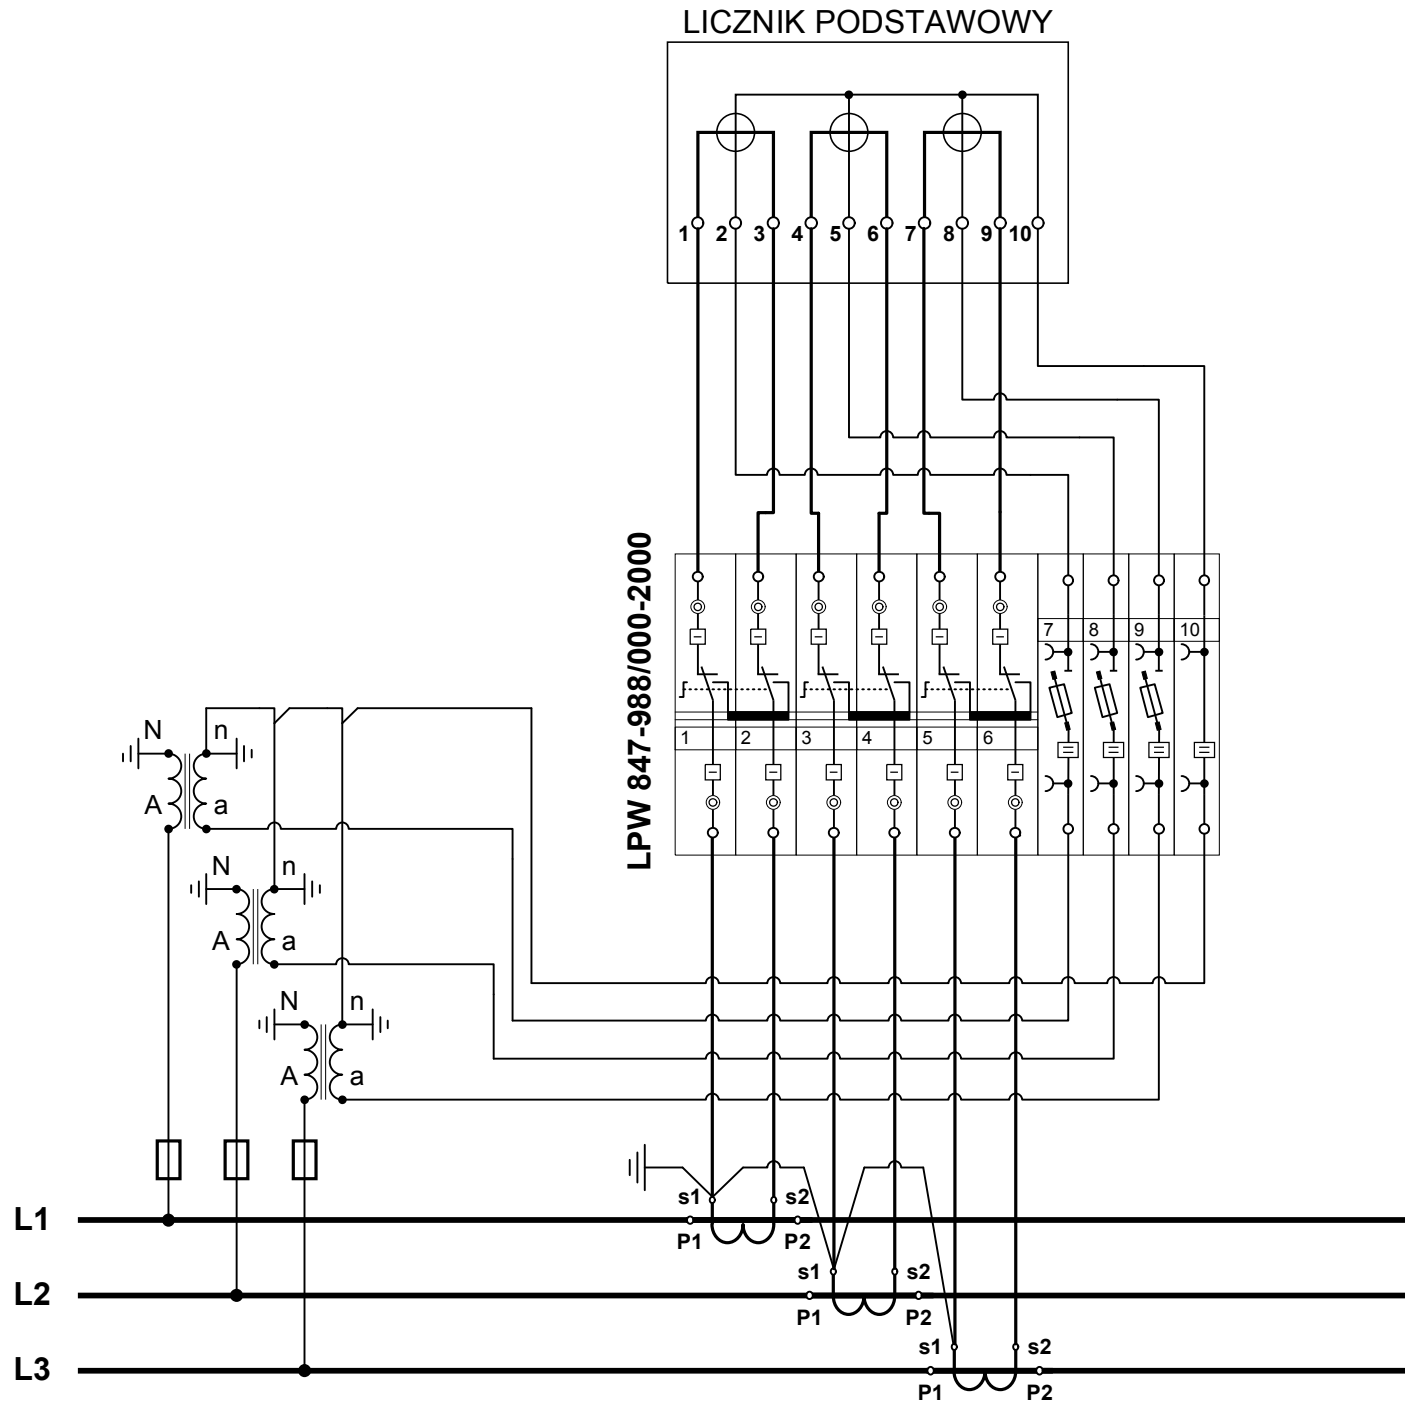 LICZNIK PODSTAWOWY
1 2 3 4 5 6 7 8 9 10
LPW 847-988/000-2000
7 8 9 10
1 2 3 4 5 6
N n
A a
N n
A a
N n
A a
s1 s2
L1
P1 P2
s1 s2
L2
P1 P2
s1 s2
L3
P1 P2